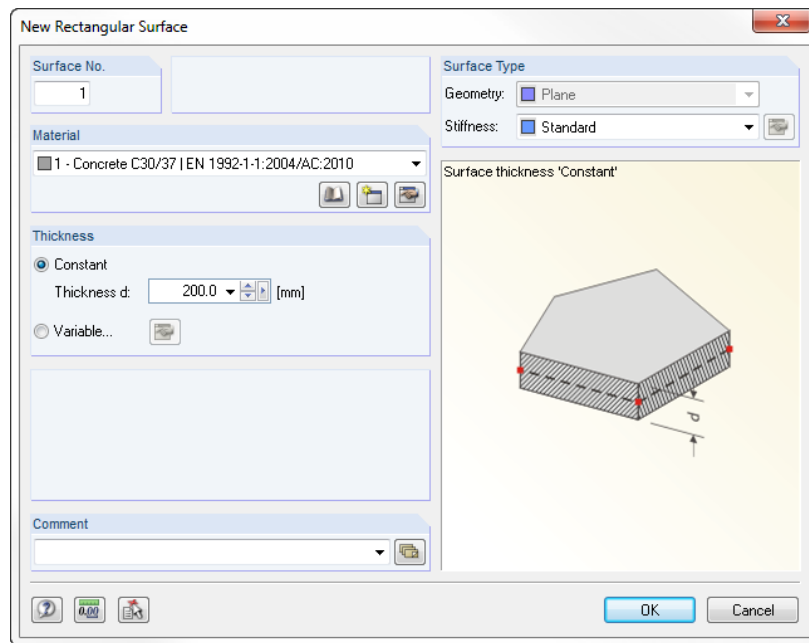 New Rectangular Surface
Surface No.
1
Material
1 - Concrete C30/37 | EN 1992-1-1:2004/AC:2010
Thickness
Constant
Thickness d: 200.0 [mm]
Variable...
Comment
Surface Type
Geometry: Plane
Stiffness: Standard
Surface thickness 'Constant'
d
0.00
OK Cancel